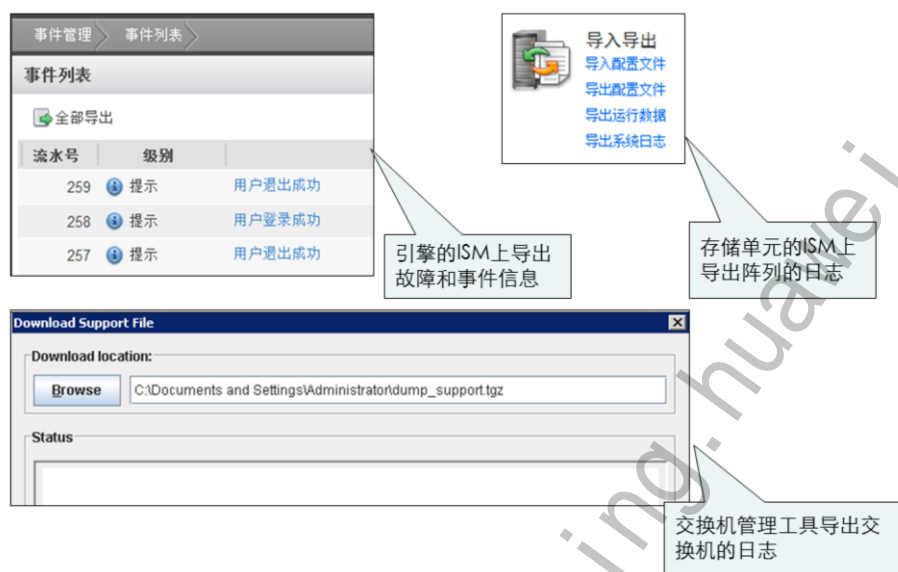 事件管理 事件列表
事件列表
全部导出
流水号 级别
259 提示 用户退出成功
258 提示 用户登录成功
257 提示 用户退出成功
引擎的ISM上导出
故障和事件信息
导入导出
导入配置文件
导出配置文件
导出运行数据
导出系统日志
存储单元的ISM上
导出阵列的日志
Download Support File
Download location:
Browse C:\Documents and Settings\Administrator\dump_support.tgz
Status
交换机管理工具导出交
换机的日志
ing.huawei